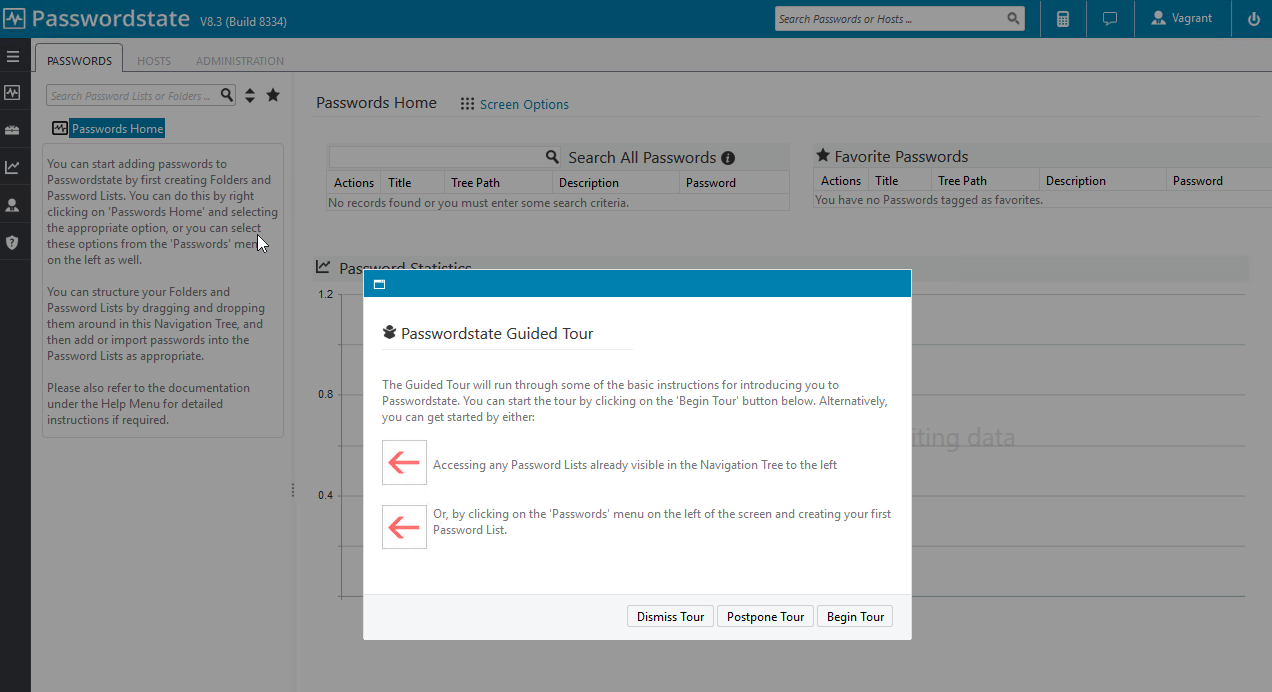 Passwordstate V8.3 (Build 8334)
Search Passwords or Hosts ...
Vagrant
PASSWORDS HOSTS ADMINISTRATION
Search Password Lists or Folders ...
Passwords Home
You can start adding passwords to
Passwordstate by first creating Folders and
Password Lists. You can do this by right
clicking on 'Passwords Home' and selecting
the appropriate option, or you can select
these options from the 'Passwords' menu
on the left as well.
You can structure your Folders and
Password Lists by dragging and dropping
them around in this Navigation Tree, and
then add or import passwords into the
Password Lists as appropriate.
Please also refer to the documentation
under the Help Menu for detailed
instructions if required.
Passwords Home Screen Options
Search All Passwords
Actions Title Tree Path Description Password
No records found or you must enter some search criteria.
Favorite Passwords
Actions Title Tree Path Description Password
You have no Passwords tagged as favorites.
Password Statistics
1.2
0.8
0.4
iting data
Passwordstate Guided Tour
The Guided Tour will run through some of the basic instructions for introducing you to
Passwordstate. You can start the tour by clicking on the 'Begin Tour' button below. Alternatively,
you can get started by either:
Accessing any Password Lists already visible in the Navigation Tree to the left
Or, by clicking on the 'Passwords' menu on the left of the screen and creating your first
Password List.
Dismiss Tour Postpone Tour Begin Tour